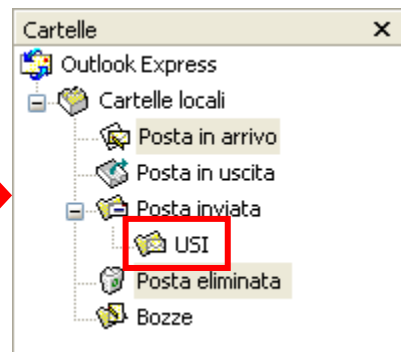 Cartelle
Outlook Express
Cartelle locali
Posta in arrivo
Posta in uscita
Posta inviata
USI
Posta eliminata
Bozze